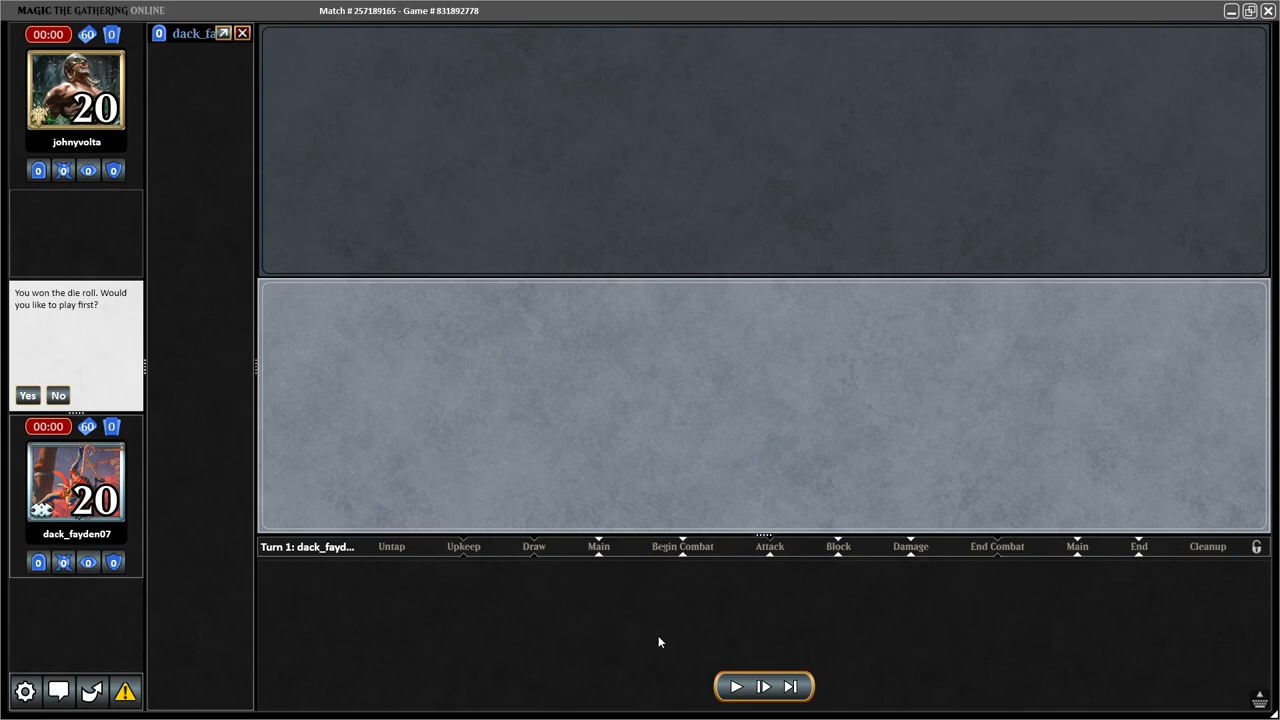 MAGIC THE GATHERING ONLINE
Match # 257189165 - Game # 831892778
00:00 60 0
20
johnyvolta
0 0 0 0
0 dack_fa
You won the die roll. Would
you like to play first?
Yes No
00:00 60 0
20
dack_fayden07
0 0 0 0
Turn 1: dack_fayd... Untap Upkeep Draw Main Begin Combat Attack Block Damage End Combat Main End Cleanup